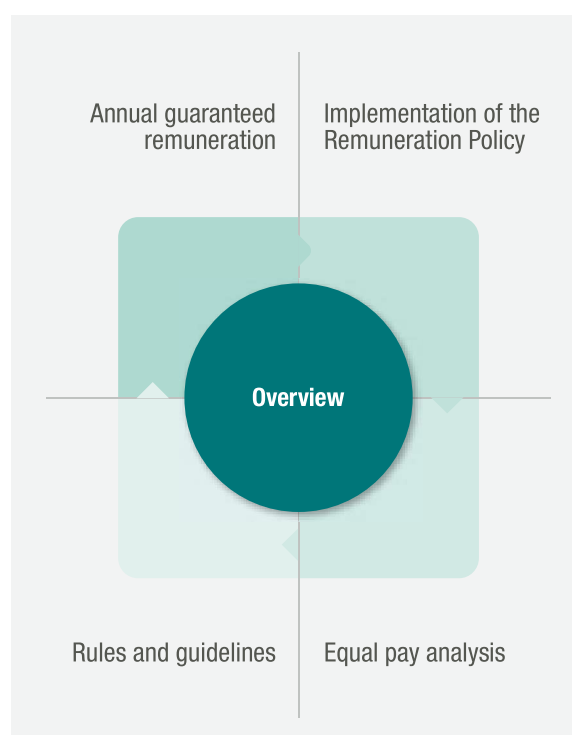 Annual guaranteed
remuneration
Implementation of the
Remuneration Policy
Overview
Rules and guidelines
Equal pay analysis